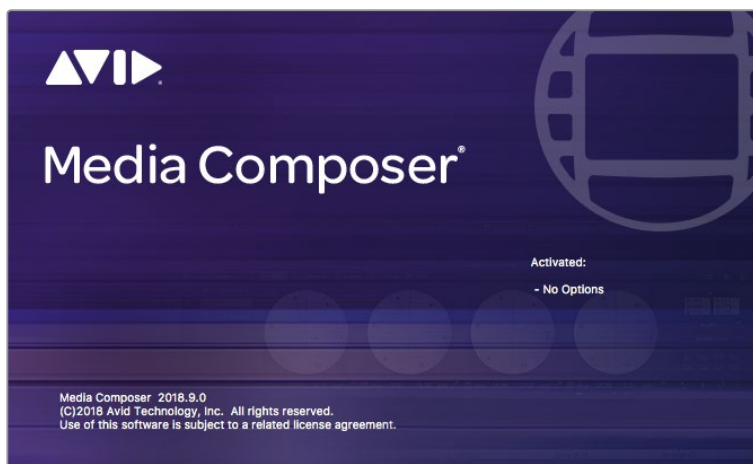 AVID
Media Composer®
Activated:
- No Options
Media Composer 2018.9.0
(C)2018 Avid Technology, Inc. All rights reserved.
Use of this software is subject to a related license agreement.